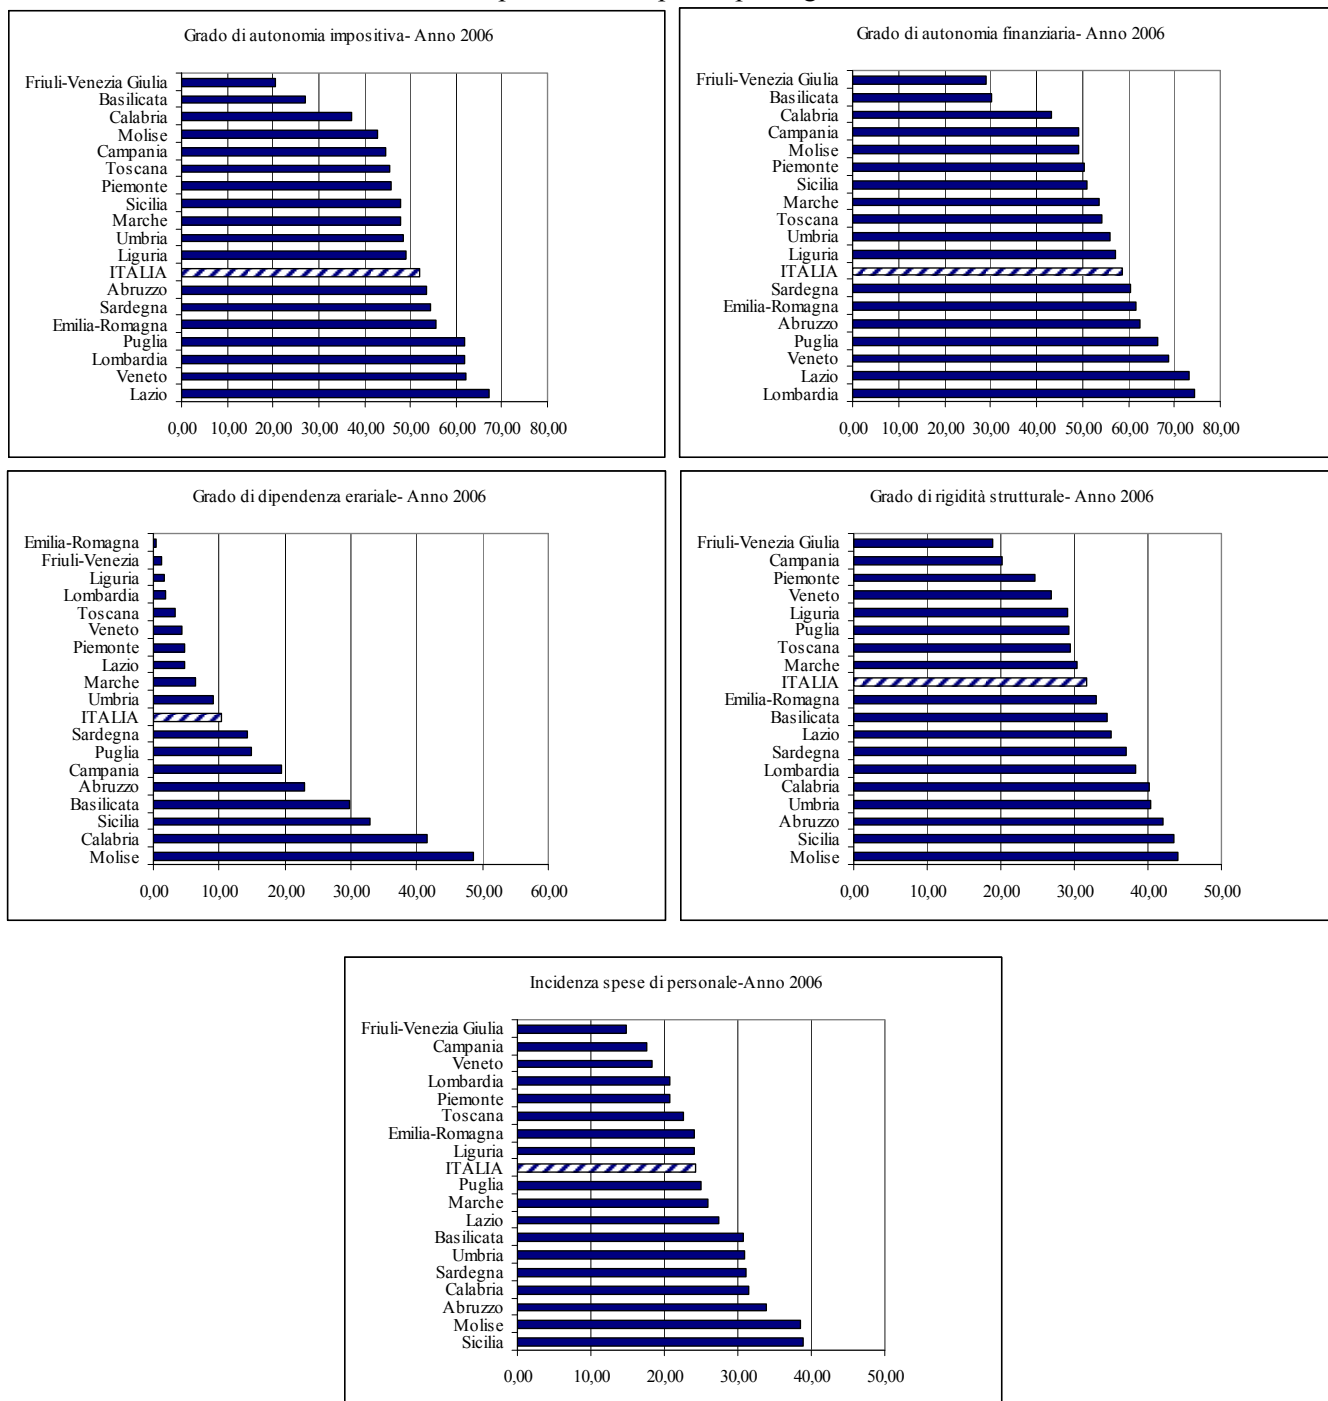 Grado di autonomia impositiva- Anno 2006
Friuli-Venezia Giulia
Basilicata
Calabria
Molise
Campania
Toscana
Piemonte
Sicilia
Marche
Umbria
Liguria
ITALIA
Abruzzo
Sardegna
Emilia-Romagna
Puglia
Lombardia
Veneto
Lazio
0,00 10,00 20,00 30,00 40,00 50,00 60,00 70,00 80,00
Grado di autonomia finanziaria- Anno 2006
Friuli-Venezia Giulia
Basilicata
Calabria
Campania
Molise
Piemonte
Sicilia
Marche
Toscana
Umbria
Liguria
ITALIA
Sardegna
Emilia-Romagna
Abruzzo
Puglia
Veneto
Lazio
Lombardia
0,00 10,00 20,00 30,00 40,00 50,00 60,00 70,00 80,00
Grado di dipendenza erariale- Anno 2006
Emilia-Romagna
Friuli-Venezia
Liguria
Lombardia
Toscana
Veneto
Piemonte
Lazio
Marche
Umbria
ITALIA
Sardegna
Puglia
Campania
Abruzzo
Basilicata
Sicilia
Calabria
Molise
0,00 10,00 20,00 30,00 40,00 50,00 60,00
Grado di rigidità strutturale- Anno 2006
Friuli-Venezia Giulia
Campania
Piemonte
Veneto
Liguria
Puglia
Toscana
Marche
ITALIA
Emilia-Romagna
Basilicata
Lazio
Sardegna
Lombardia
Calabria
Umbria
Abruzzo
Sicilia
Molise
0,00 10,00 20,00 30,00 40,00 50,00
Incidenza spese di personale-Anno 2006
Friuli-Venezia Giulia
Campania
Veneto
Lombardia
Piemonte
Toscana
Emilia-Romagna
Liguria
ITALIA
Puglia
Marche
Lazio
Basilicata
Umbria
Sardegna
Calabria
Abruzzo
Molise
Sicilia
0,00 10,00 20,00 30,00 40,00 50,00